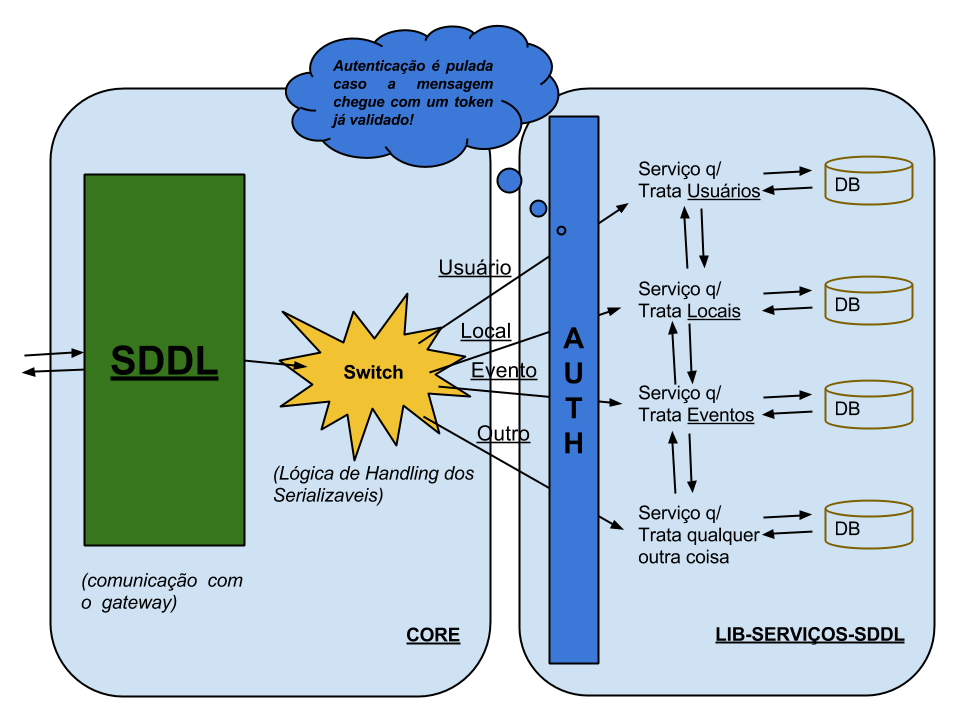 Autenticação é pulada
caso a mensagem
chegue com um token
já validado!
SDDL
(comunicação com
o gateway)
Switch
(Lógica de Handling dos
Serializaveis)
Usuário
Local
Evento
Outro
CORE
A
U
T
H
Serviço q/
Trata Usuários
DB
Serviço q/
Trata Locais
DB
Serviço q/
Trata Eventos
DB
Serviço q/
Trata qualquer
outra coisa
DB
LIB-SERVIÇOS-SDDL